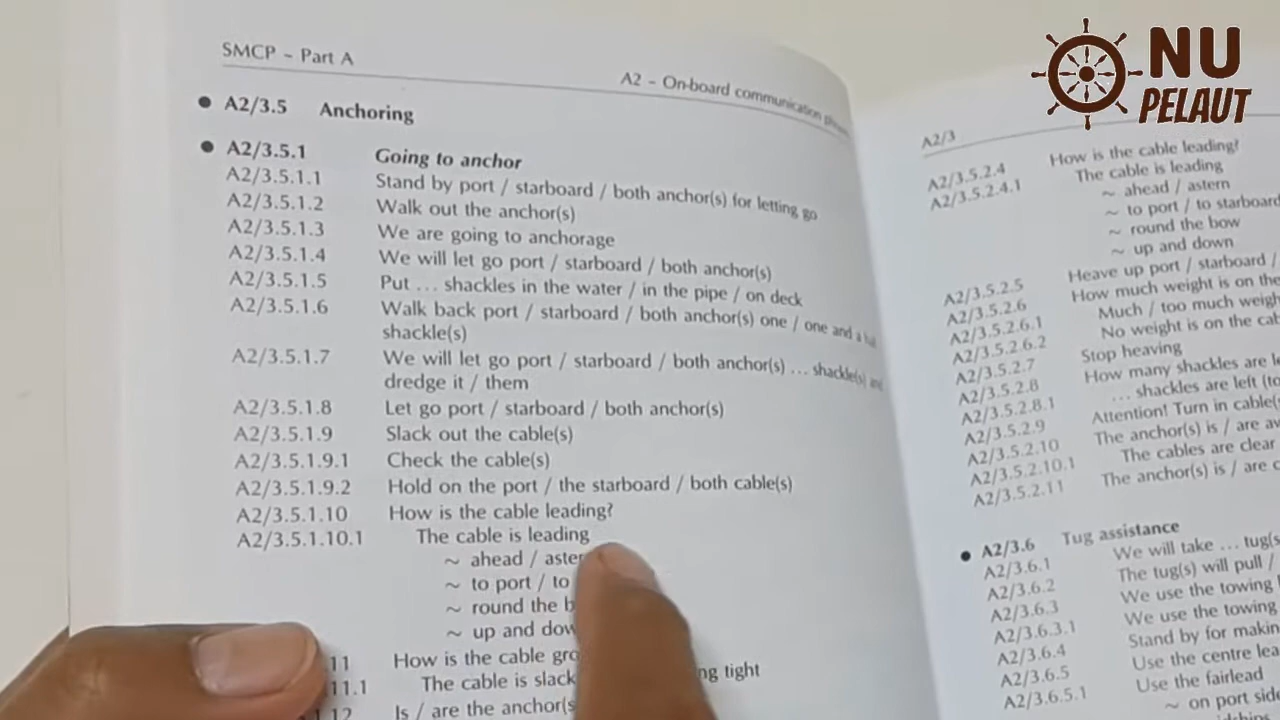 NU
PELAUT
SMCP – Part A
A2 – On-board communication
● A2/3.5 Anchoring
● A2/3.5.1 Going to anchor
A2/3.5.1.1 Stand by port / starboard / both anchor(s) for letting go
A2/3.5.1.2 Walk out the anchor(s)
A2/3.5.1.3 We are going to anchorage
A2/3.5.1.4 We will let go port / starboard / both anchor(s)
A2/3.5.1.5 Put ... shackles in the water / in the pipe / on deck
A2/3.5.1.6 Walk back port / starboard / both anchor(s) one / one and a
shackle(s)
A2/3.5.1.7 We will let go port / starboard / both anchor(s) ... shackle(s) and
dredge it / them
A2/3.5.1.8 Let go port / starboard / both anchor(s)
A2/3.5.1.9 Slack out the cable(s)
A2/3.5.1.9.1 Check the cable(s)
A2/3.5.1.9.2 Hold on the port / the starboard / both cable(s)
A2/3.5.1.10 How is the cable leading?
A2/3.5.1.10.1 The cable is leading
~ ahead /
~ to port / to
~ round the
~ up and
11 How is the cable
11.1 The cable is slack tight
12 Is / are the
A2/3
A2/3.5.2.4 How is the cable leading?
A2/3.5.2.4.1 The cable is leading
~ ahead / astern
~ to port / to starboard
~ round the bow
~ up and down
A2/3.5.2.5 Heave up port / starboard /
A2/3.5.2.6 How much weight is on the
A2/3.5.2.6.1 Much / too much
A2/3.5.2.6.2 No weight is on the
A2/3.5.2.7 Stop heaving
A2/3.5.2.8 How many shackles are
A2/3.5.2.8.1 ... shackles are left
A2/3.5.2.9 Attention! Turn in
A2/3.5.2.10 The anchor(s) is / are
A2/3.5.2.10.1 The cables are clear
A2/3.5.2.11 The anchor(s) is / are
● A2/3.6 Tug assistance
A2/3.6.1 We will take ...
A2/3.6.2 The tug(s) will pull /
A2/3.6.3 We use the towing
A2/3.6.3.1 We use the towing
A2/3.6.4 Stand by for
A2/3.6.5 Use the centre
A2/3.6.5.1 Use the fairlead
~ on port